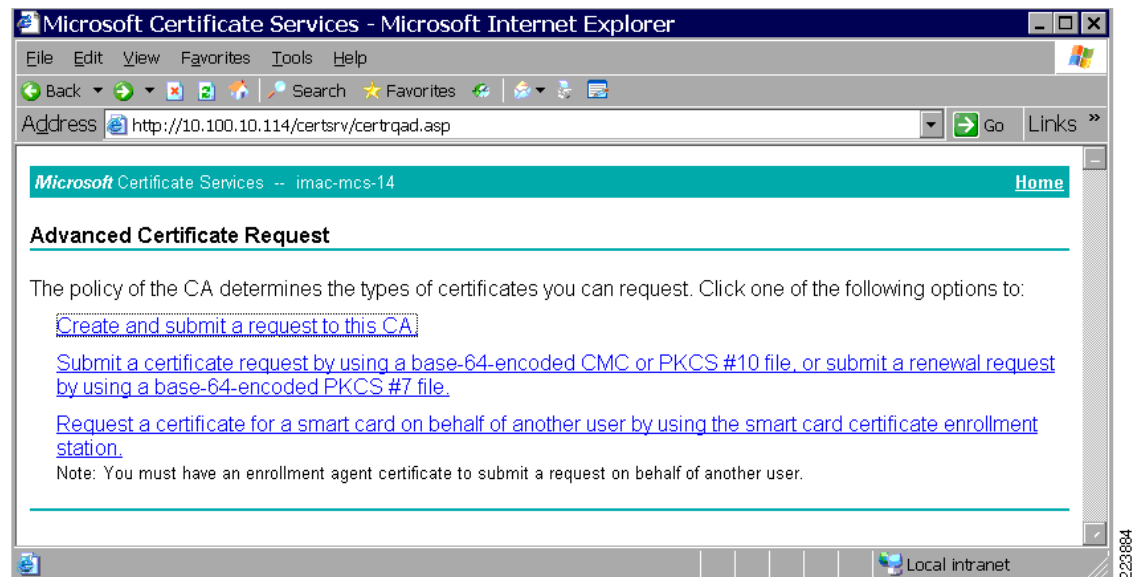 Microsoft Certificate Services - Microsoft Internet Explorer
File Edit View Favorites Tools Help
Back Search Favorites
Address http://10.100.10.114/certsrv/certrqad.asp Go Links »
Microsoft Certificate Services -- imac-mcs-14 Home
Advanced Certificate Request
The policy of the CA determines the types of certificates you can request. Click one of the following options to:
Create and submit a request to this CA.
Submit a certificate request by using a base-64-encoded CMC or PKCS #10 file, or submit a renewal request
by using a base-64-encoded PKCS #7 file.
Request a certificate for a smart card on behalf of another user by using the smart card certificate enrollment
station.
Note: You must have an enrollment agent certificate to submit a request on behalf of another user.
Local intranet
223884